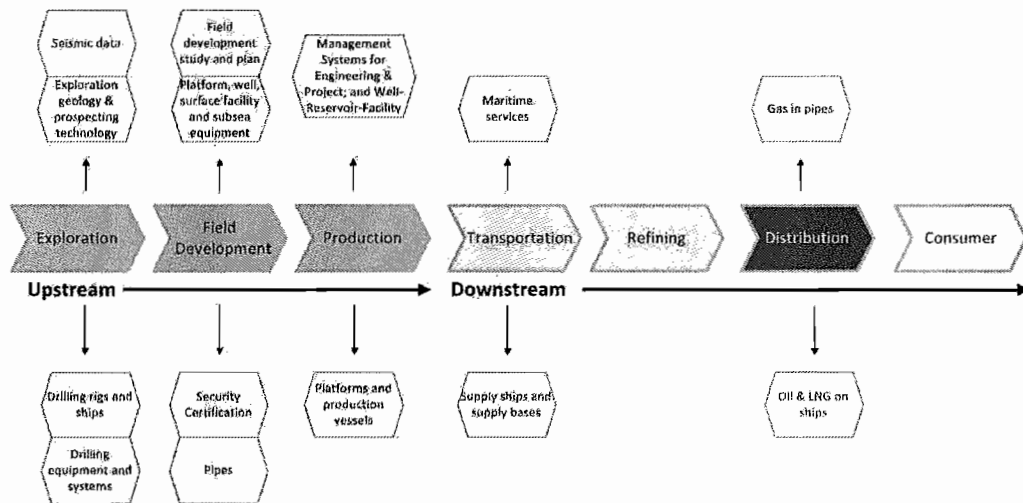 Seismic data
Exploration
geology &
prospecting
technology
Field
development
study and plan
Platform, well,
surface facility
and subsea
equipment
Management
Systems for
Engineering &
Project; and Well-
Reservoir-Facility
Maritime
services
Gas in pipes
Exploration
Field
Development
Production
Transportation
Refining
Distribution
Consumer
Upstream
Downstream
Drilling rigs and
ships
Drilling
equipment and
systems
Security
Certification
Pipes
Platforms and
production
vessels
Supply ships and
supply bases
Oil & LNG on
ships